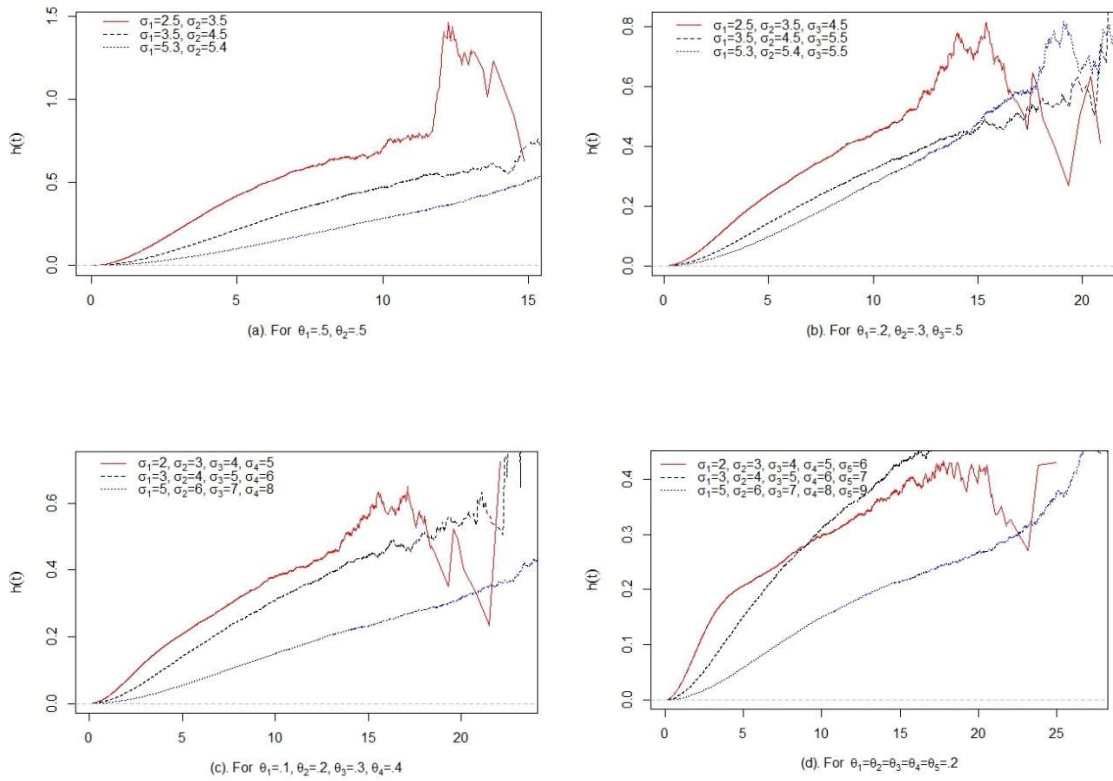 σ₁=2.5, σ₂=3.5
σ₁=3.5, σ₂=4.5
σ₁=5.3, σ₂=5.4
h(t)
0.0
0.5
1.0
1.5
0
5
10
15
(a). For θ₁=.5, θ₂=.5
σ₁=2.5, σ₂=3.5, σ₃=4.5
σ₁=3.5, σ₂=4.5, σ₃=5.5
σ₁=5.3, σ₂=5.4, σ₃=5.5
h(t)
0.0
0.2
0.4
0.6
0.8
0
5
10
15
20
(b). For θ₁=.2, θ₂=.3, θ₃=.5
σ₁=2, σ₂=3, σ₃=4, σ₄=5
σ₁=3, σ₂=4, σ₃=5, σ₄=6
σ₁=5, σ₂=6, σ₃=7, σ₄=8
h(t)
0.0
0.2
0.4
0.6
0
5
10
15
20
(c). For θ₁=.1, θ₂=.2, θ₃=.3, θ₄=.4
σ₁=2, σ₂=3, σ₃=4, σ₄=5, σ₅=6
σ₁=3, σ₂=4, σ₃=5, σ₄=6, σ₅=7
σ₁=5, σ₂=6, σ₃=7, σ₄=8, σ₅=9
h(t)
0.0
0.1
0.2
0.3
0.4
0
5
10
15
20
25
(d). For θ₁=θ₂=θ₃=θ₄=θ₅=.2